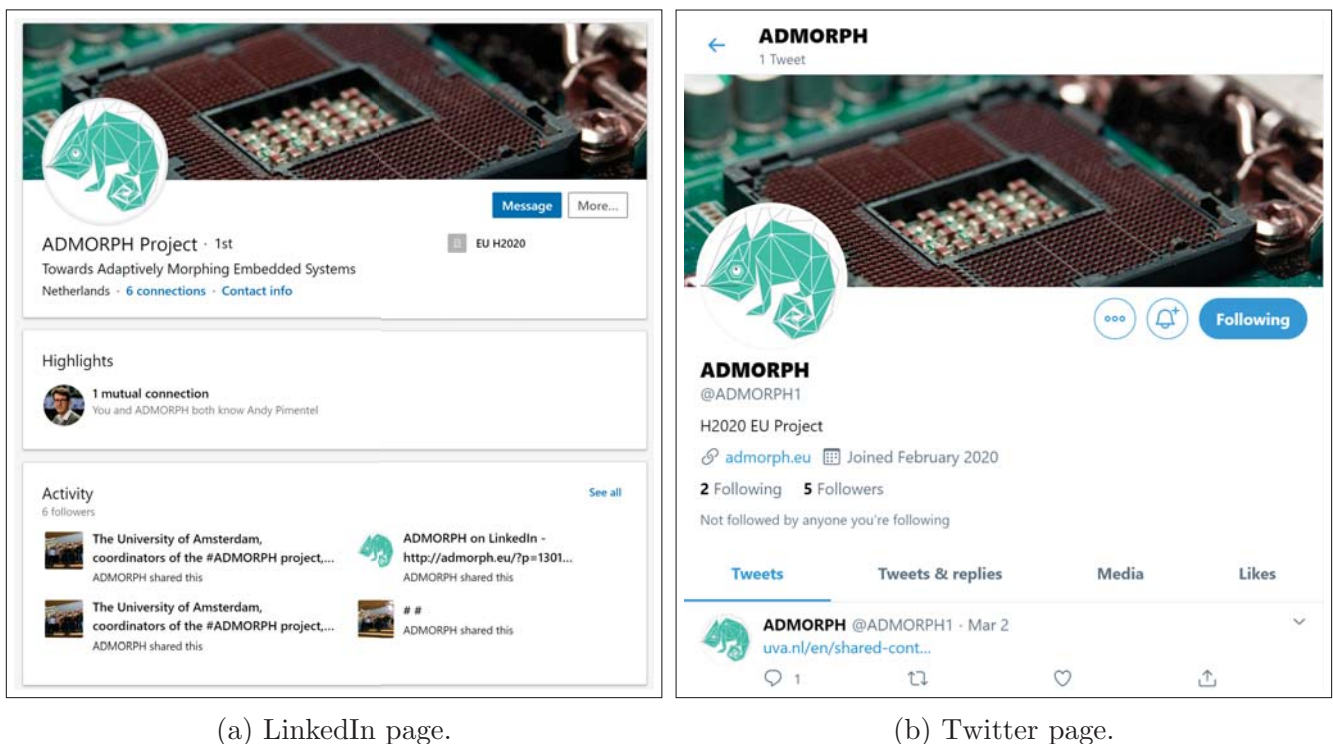 Message
More...
ADMORPH Project · 1st
EU H2020
Towards Adaptively Morphing Embedded Systems
Netherlands · 6 connections · Contact info
Highlights
1 mutual connection
You and ADMORPH both know Andy Pimentel
Activity
See all
6 followers
The University of Amsterdam,
coordinators of the #ADMORPH project,...
ADMORPH shared this
ADMORPH on LinkedIn -
http://admorph.eu/?p=1301...
ADMORPH shared this
The University of Amsterdam,
coordinators of the #ADMORPH project,...
ADMORPH shared this
# #
ADMORPH shared this
(a) LinkedIn page.
ADMORPH
1 Tweet
Following
ADMORPH
@ADMORPH1
H2020 EU Project
admorph.eu Joined February 2020
2 Following 5 Followers
Not followed by anyone you're following
Tweets Tweets & replies Media Likes
ADMORPH @ADMORPH1 · Mar 2
uva.nl/en/shared-cont...
1
(b) Twitter page.